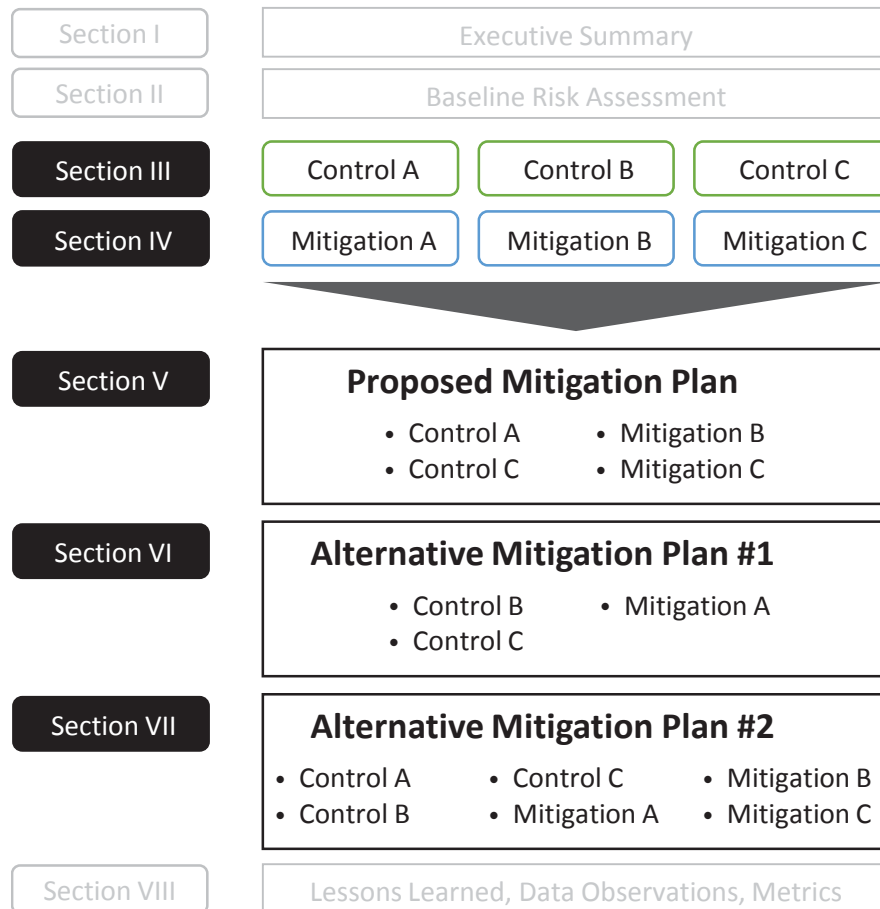 Section I
Executive Summary
Section II
Baseline Risk Assessment
Section III
Control A
Control B
Control C
Section IV
Mitigation A
Mitigation B
Mitigation C
Section V
Proposed Mitigation Plan
• Control A
• Mitigation B
• Control C
• Mitigation C
Section VI
Alternative Mitigation Plan #1
• Control B
• Mitigation A
• Control C
Section VII
Alternative Mitigation Plan #2
• Control A
• Control C
• Mitigation B
• Control B
• Mitigation A
• Mitigation C
Section VIII
Lessons Learned, Data Observations, Metrics